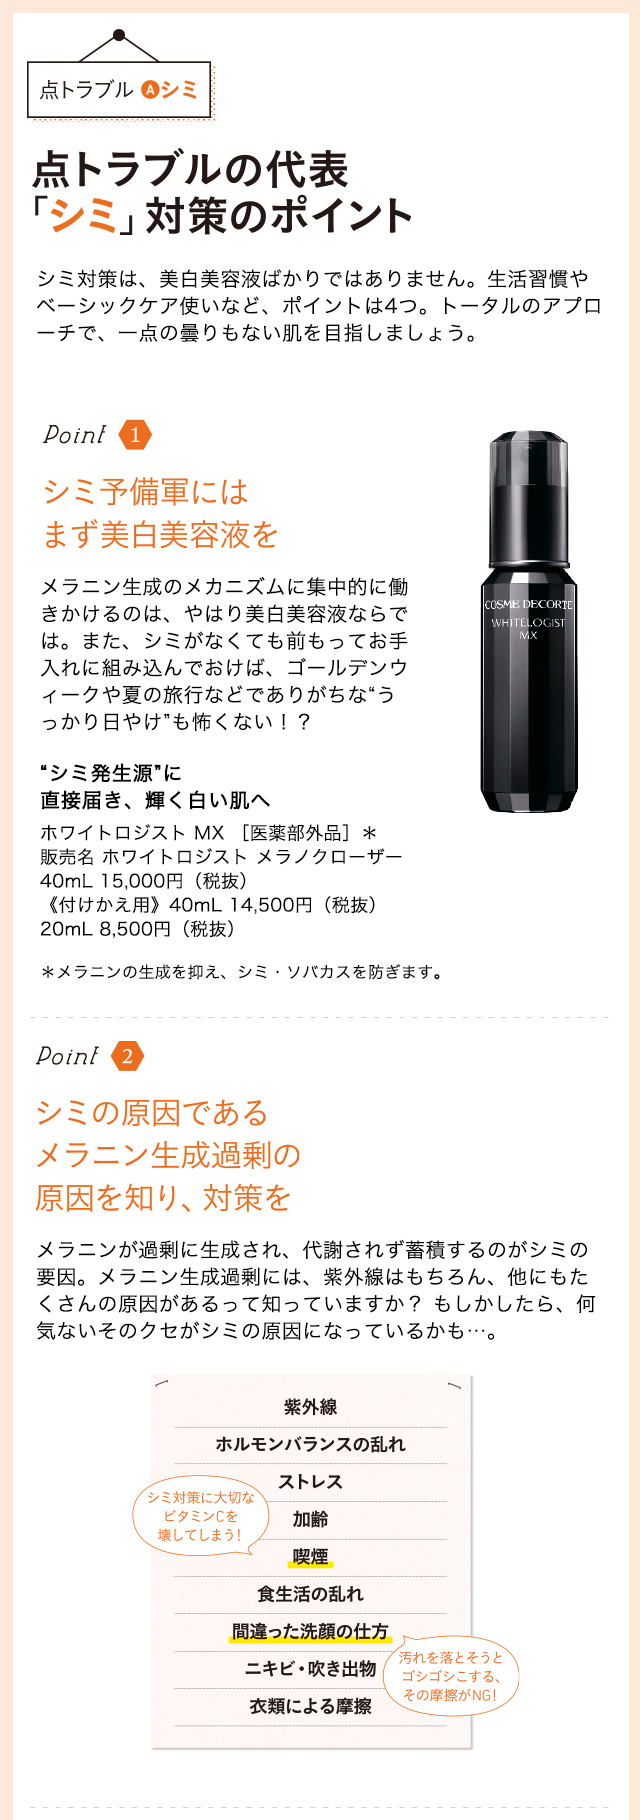 点トラブル Aシミ
点トラブルの代表
「シミ」対策のポイント
シミ対策は、美白美容液ばかりではありません。生活習慣や
ベーシックケア使いなど、ポイントは4つ。トータルのアプロ
ーチで、一点の曇りもない肌を目指しましょう。
Point 1
シミ予備軍には
まず美白美容液を
メラニン生成のメカニズムに集中的に働
きかけるのは、やはり美白美容液ならで
は。また、シミがなくても前もってお手
入れに組み込んでおけば、ゴールデンウ
ィークや夏の旅行などでありがちな“う
っかり日やけ”も怖くない！？
COSME DECORTE
WHITELOGIST
MX
“シミ発生源”に
直接届き、輝く白い肌へ
ホワイトロジスト MX ［医薬部外品］＊
販売名 ホワイトロジスト メラノクローザー
40mL 15,000円（税抜）
《付けかえ用》40mL 14,500円（税抜）
20mL 8,500円（税抜）
＊メラニンの生成を抑え、シミ・ソバカスを防ぎます。
Point 2
シミの原因である
メラニン生成過剰の
原因を知り、対策を
メラニンが過剰に生成され、代謝されず蓄積するのがシミの
要因。メラニン生成過剰には、紫外線はもちろん、他にもた
くさんの原因があるって知っていますか？ もしかしたら、何
気ないそのクセがシミの原因になっているかも…。
紫外線
ホルモンバランスの乱れ
ストレス
シミ対策に大切な
ビタミンCを
壊してしまう！
加齢
喫煙
食生活の乱れ
間違った洗顔の仕方
汚れを落とそうと
ゴシゴシこする、
その摩擦がNG！
ニキビ・吹き出物
衣類による摩擦